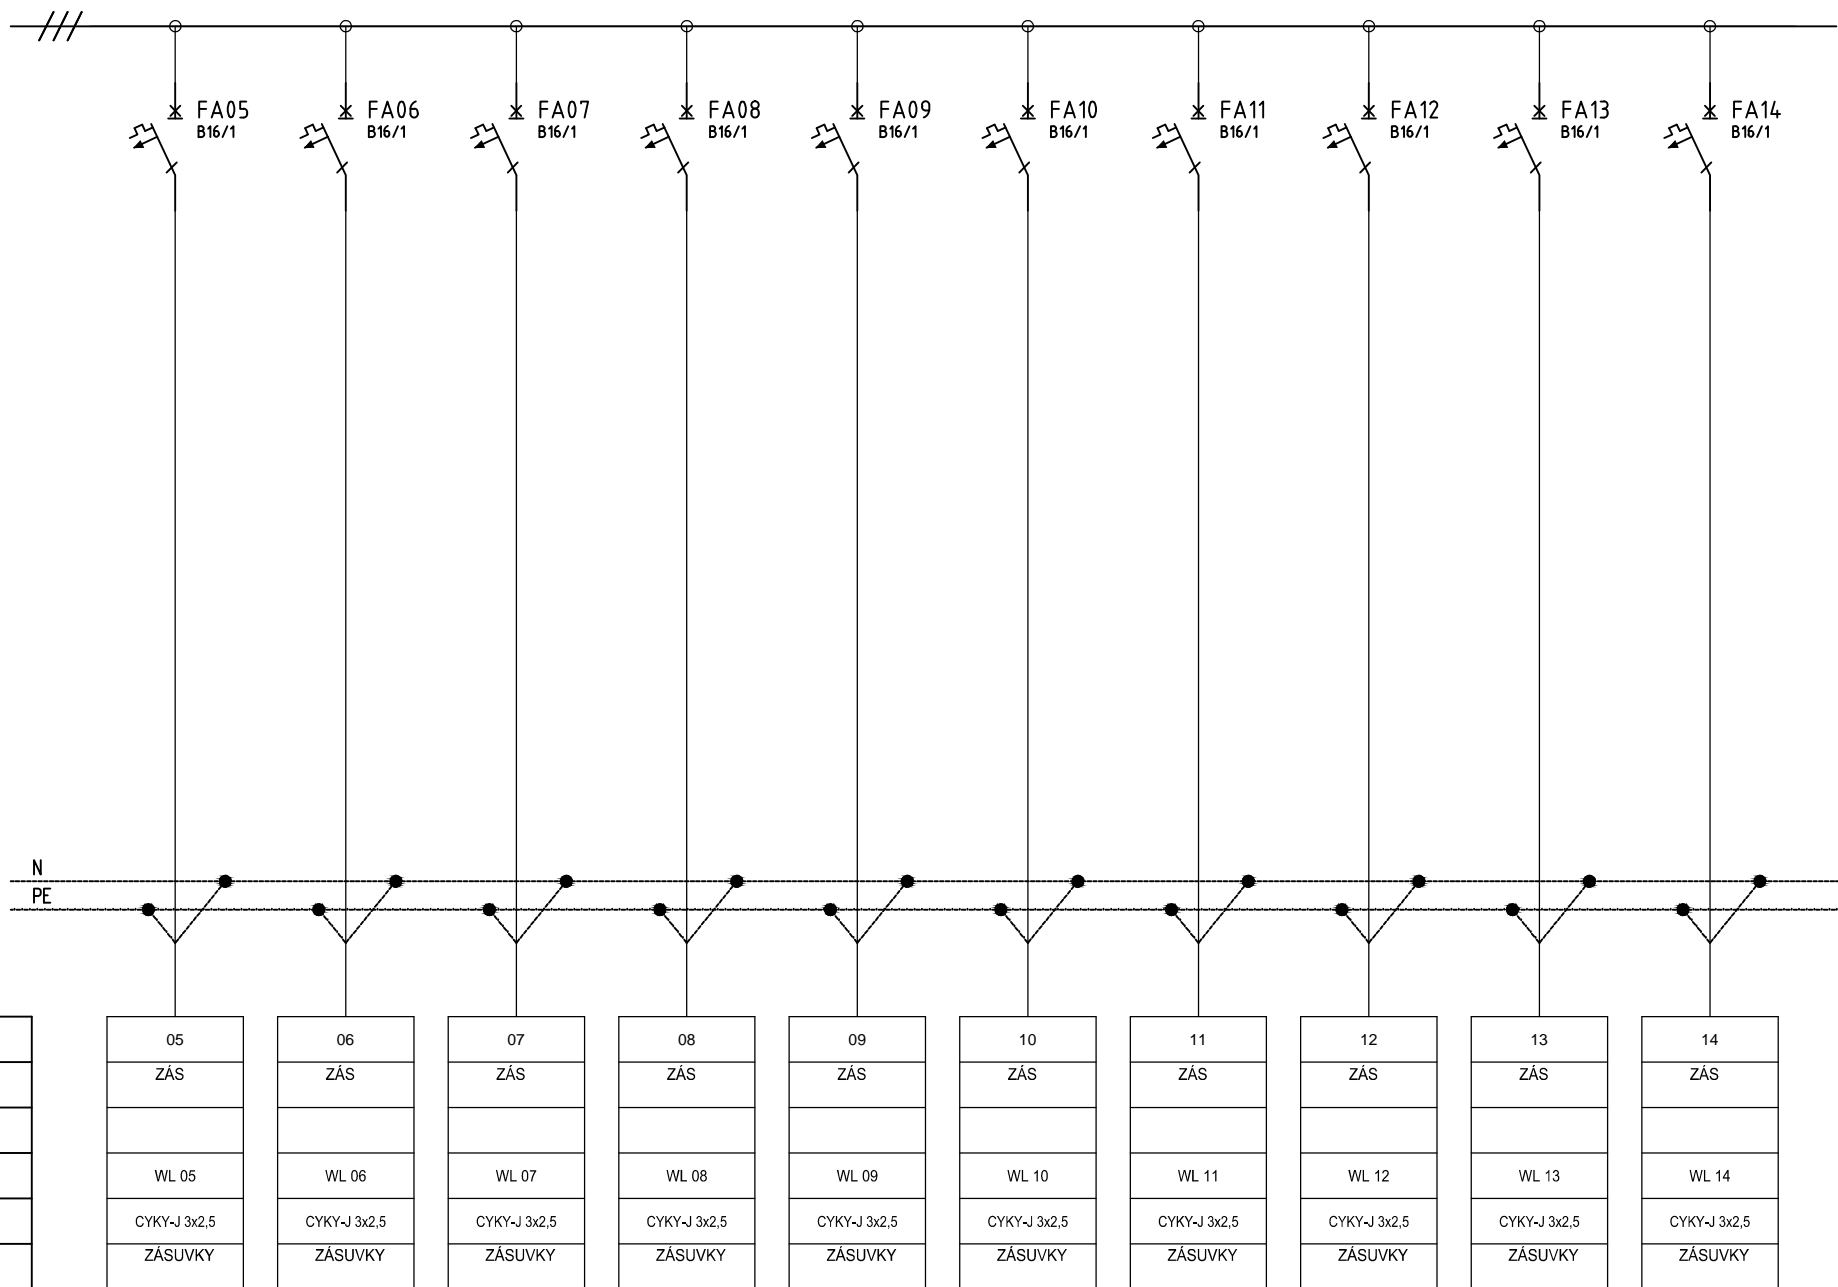 FA05 FA06 FA07 FA08 FA09 FA10 FA11 FA12 FA13 FA14
B16/1 B16/1 B16/1 B16/1 B16/1 B16/1 B16/1 B16/1 B16/1 B16/1
N
PE
05 06 07 08 09 10 11 12 13 14
ZÁS ZÁS ZÁS ZÁS ZÁS ZÁS ZÁS ZÁS ZÁS ZÁS
WL 05 WL 06 WL 07 WL 08 WL 09 WL 10 WL 11 WL 12 WL 13 WL 14
CYKY-J 3x2,5 CYKY-J 3x2,5 CYKY-J 3x2,5 CYKY-J 3x2,5 CYKY-J 3x2,5 CYKY-J 3x2,5 CYKY-J 3x2,5 CYKY-J 3x2,5 CYKY-J 3x2,5 CYKY-J 3x2,5
ZÁSUVKY ZÁSUVKY ZÁSUVKY ZÁSUVKY ZÁSUVKY ZÁSUVKY ZÁSUVKY ZÁSUVKY ZÁSUVKY ZÁSUVKY